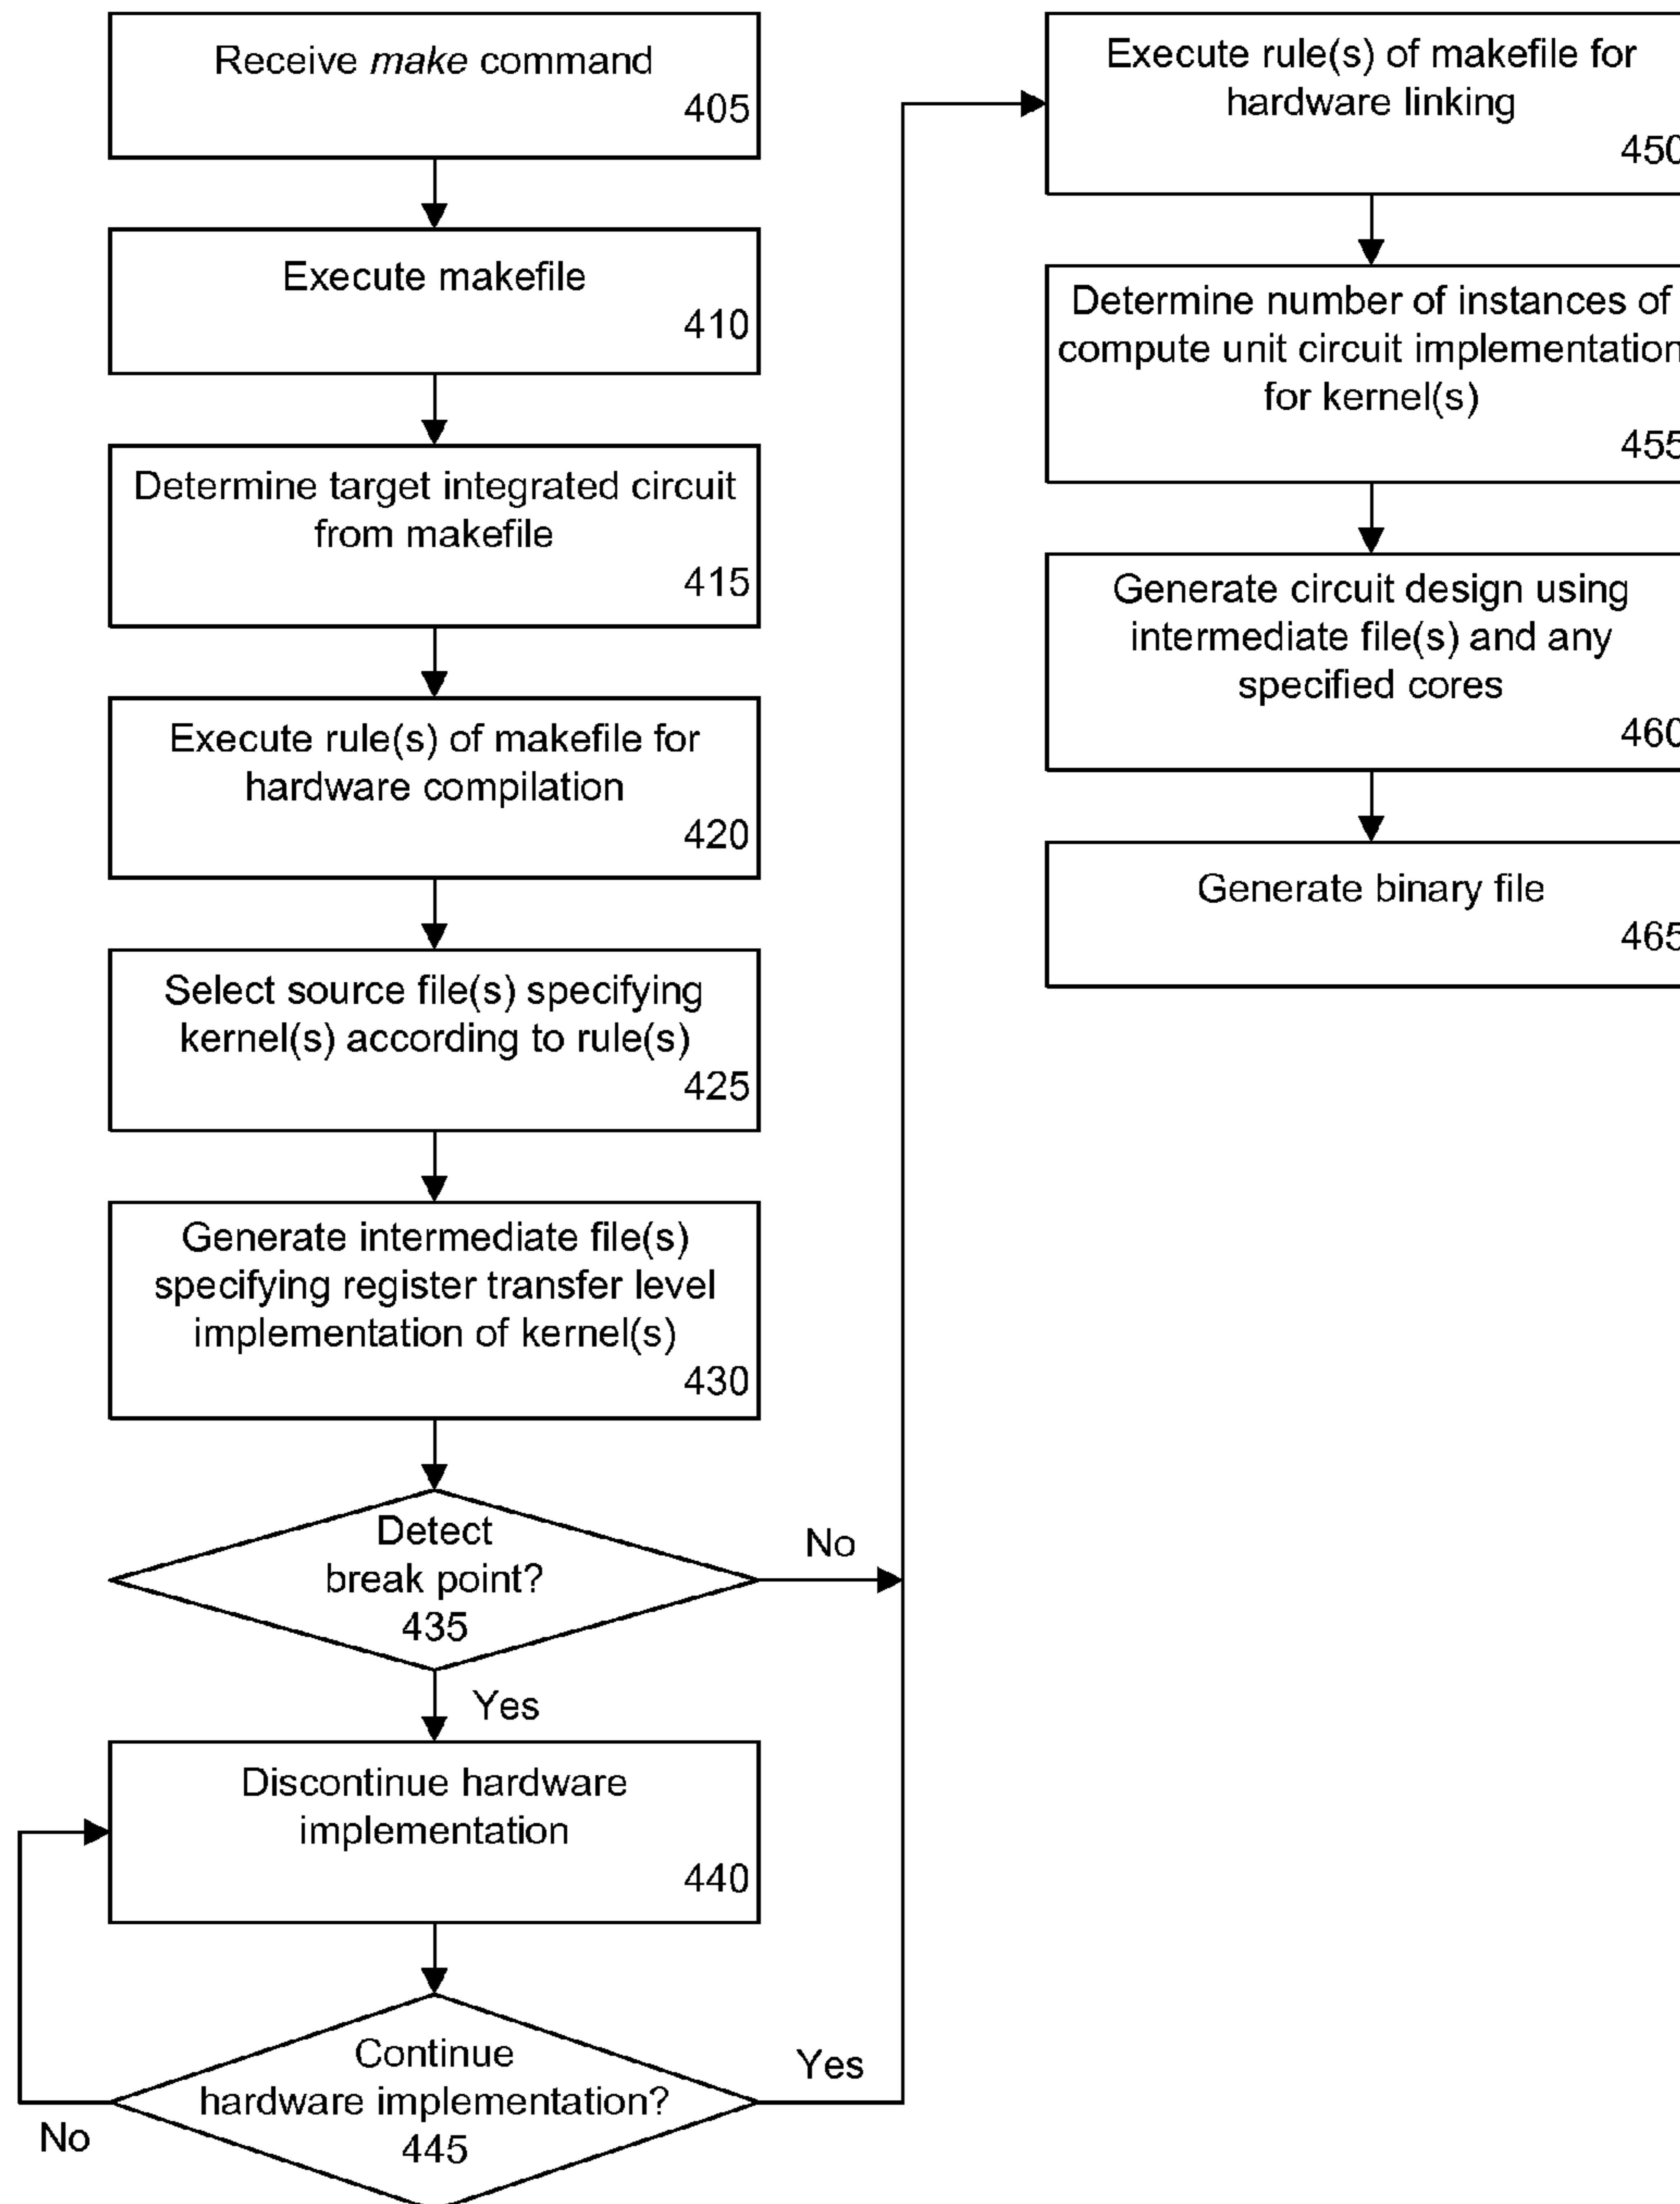 Receive make command
405
Execute makefile
410
Determine target integrated circuit
from makefile
415
Execute rule(s) of makefile for
hardware compilation
420
Select source file(s) specifying
kernel(s) according to rule(s)
425
Generate intermediate file(s)
specifying register transfer level
implementation of kernel(s)
430
Detect
break point?
435
No
Yes
Discontinue hardware
implementation
440
Continue
hardware implementation?
445
Yes
No
Execute rule(s) of makefile for
hardware linking
450
Determine number of instances of
compute unit circuit implementation
for kernel(s)
455
Generate circuit design using
intermediate file(s) and any
specified cores
460
Generate binary file
465